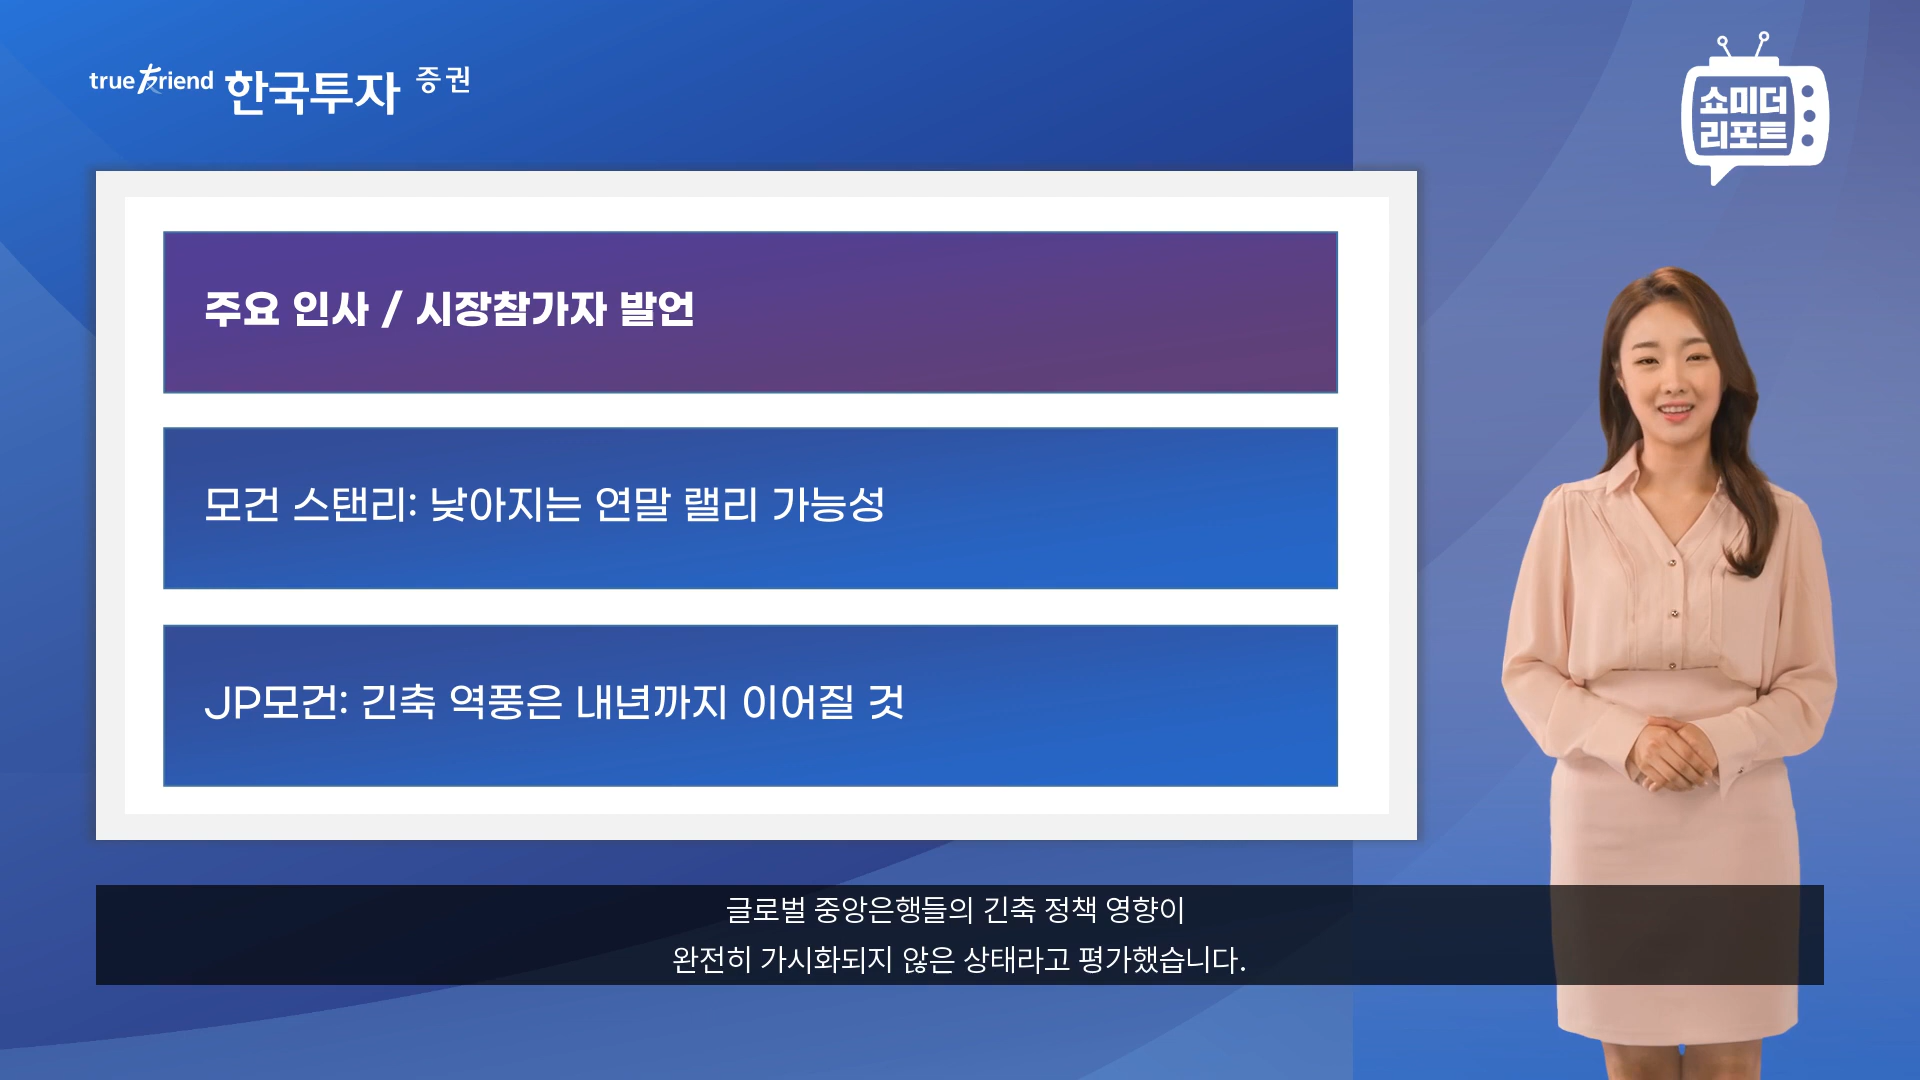 true friend 한국투자 증권
쇼미더
리포트
주요 인사 / 시장참가자 발언
모건 스탠리: 낮아지는 연말 랠리 가능성
JP모건: 긴축 역풍은 내년까지 이어질 것
글로벌 중앙은행들의 긴축 정책 영향이
완전히 가시화되지 않은 상태라고 평가했습니다.